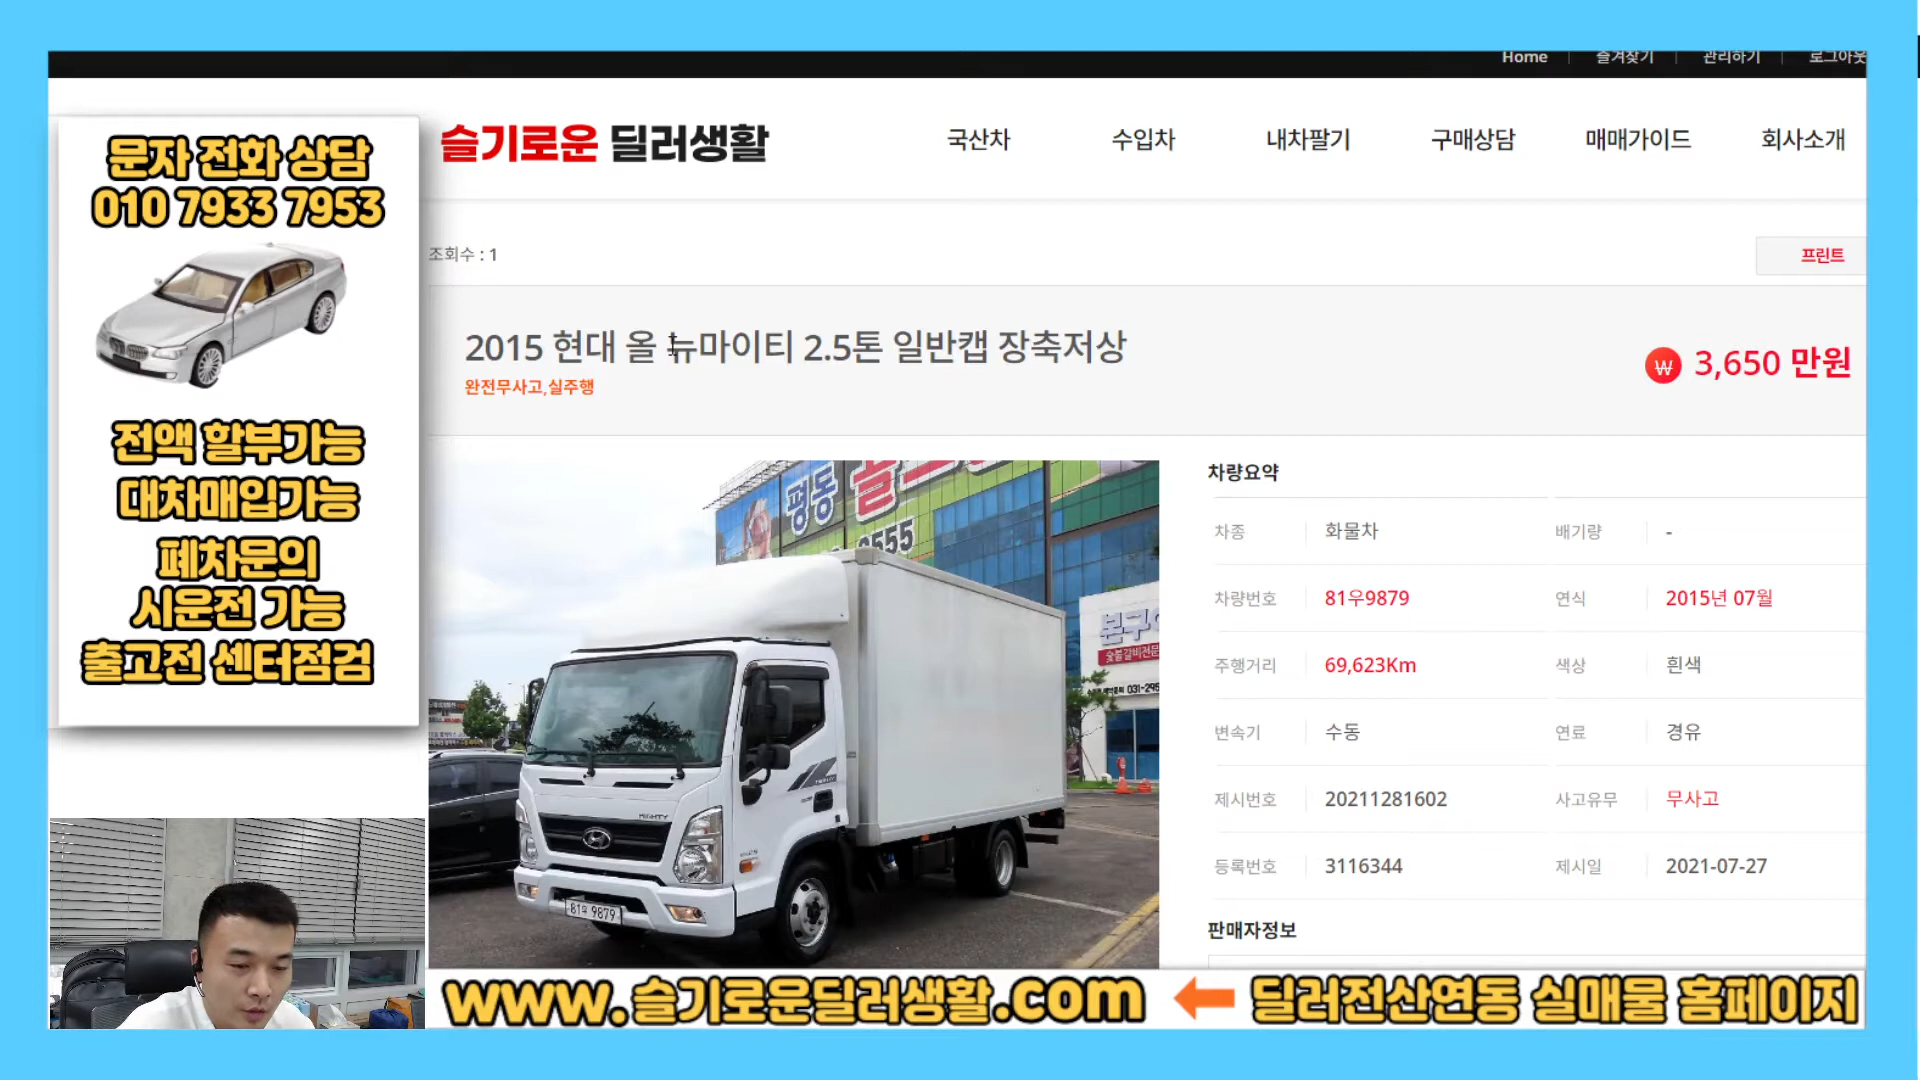 Home 즐겨찾기 관리하기 로그아웃
문자 전화 상담
010 7933 7953
전액 할부가능
대차매입가능
폐차문의
시운전 가능
출고전 센터점검
슬기로운 딜러생활
국산차 수입차 내차팔기 구매상담 매매가이드 회사소개
조회수 : 1
프린트
2015 현대 올 뉴마이티 2.5톤 일반캡 장축저상
완전무사고,실주행
3,650 만원
평동
555
MIGHTY
81우 9879
차량요약
차종 화물차 배기량 -
차량번호 81우9879 연식 2015년 07월
주행거리 69,623Km 색상 흰색
변속기 수동 연료 경유
제시번호 20211281602 사고유무 무사고
등록번호 3116344 제시일 2021-07-27
판매자정보
www.슬기로운딜러생활.com ← 딜러전산연동 실매물 홈페이지